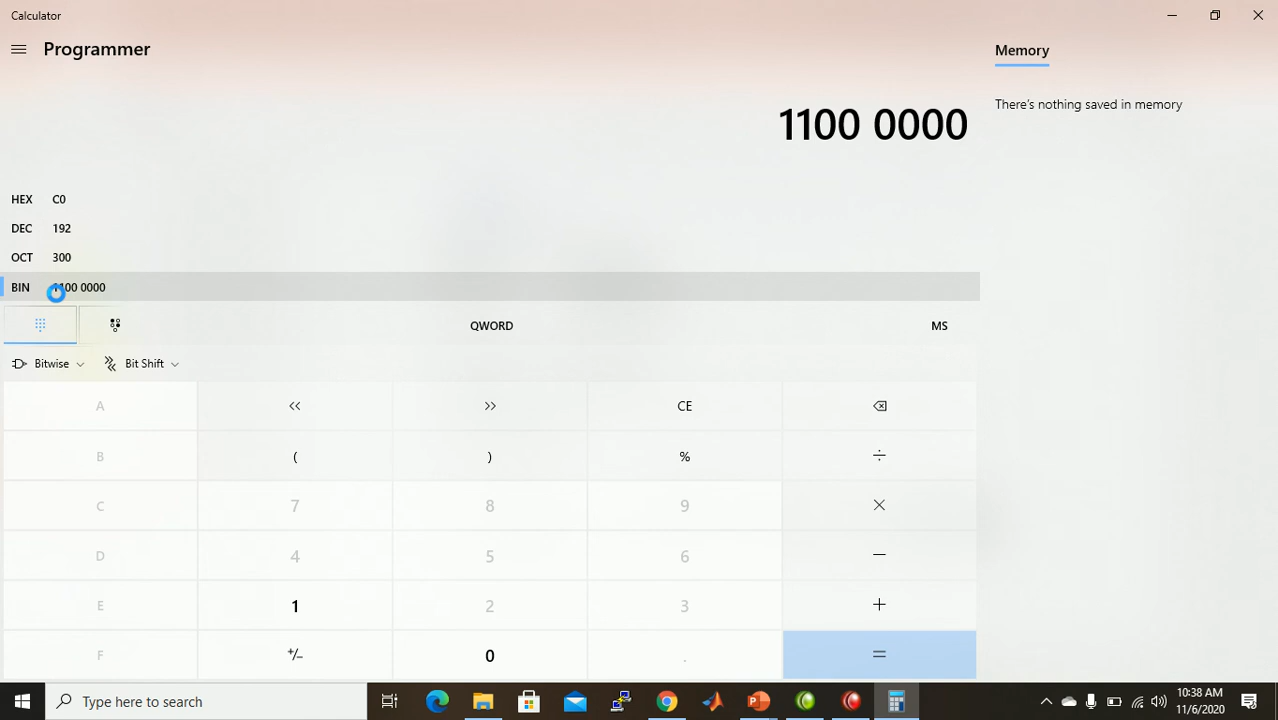 Calculator
Programmer
Memory
There's nothing saved in memory
1100 0000
HEX C0
DEC 192
OCT 300
BIN 1100 0000
QWORD MS
Bitwise Bit Shift
A << >> CE
B ( ) % ÷
C 7 8 9 ×
D 4 5 6 −
E 1 2 3 +
F +/− 0 . =
Type here to search
10:38 AM
11/6/2020